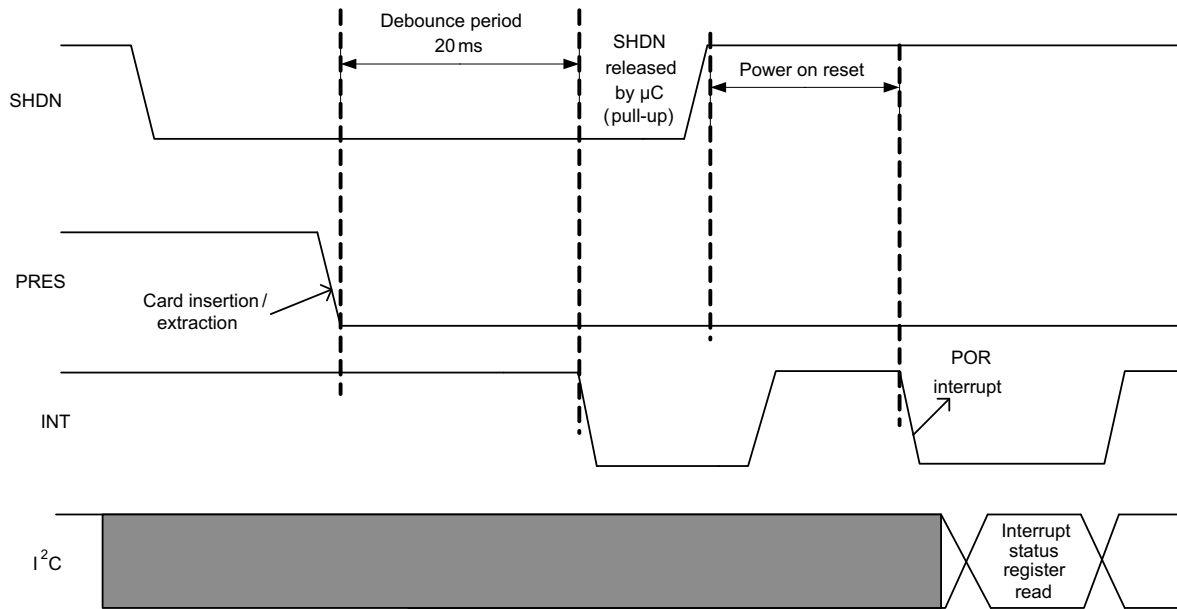 Debounce period
20 ms
SHDN
released
by µC
(pull-up)
Power on reset
SHDN
PRES
Card insertion /
extraction
POR
interrupt
INT
I²C
Interrupt
status
register
read